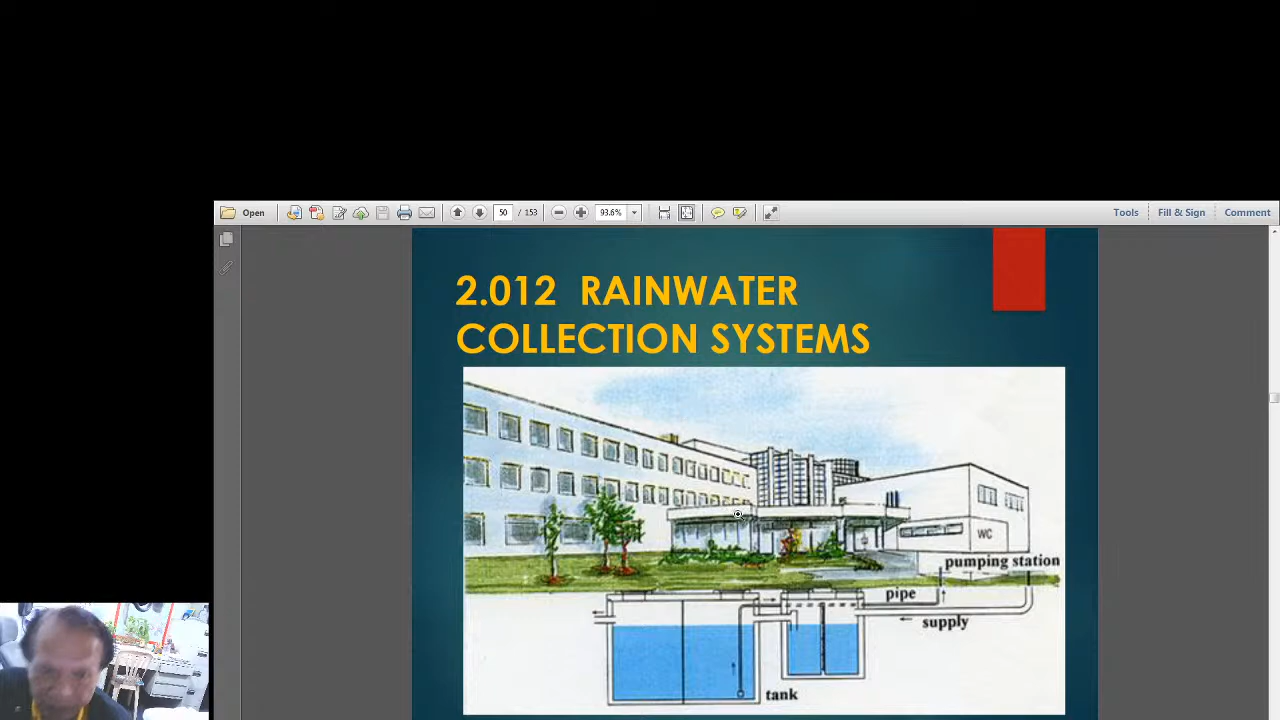 Open
50 / 153
93.6%
Tools
Fill & Sign
Comment
2.012 RAINWATER
COLLECTION SYSTEMS
WC
pumping station
pipe
supply
tank